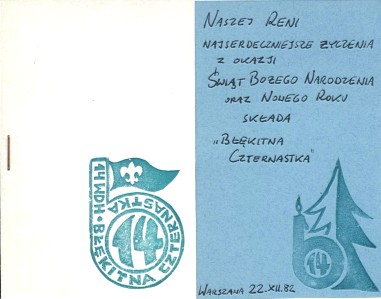 14 WDH • BŁĘKITNA CZTERNASTKA
14
NASZEJ RENI
NAJSERDECZNIEJSZE ŻYCZENIA
Z OKAZJI
ŚWIĄT BOŻEGO NARODZENIA
ORAZ NOWEGO ROKU
SKŁADA
„BŁĘKITNA
CZTERNASTKA"
14
WARSZAWA 22.XII.82